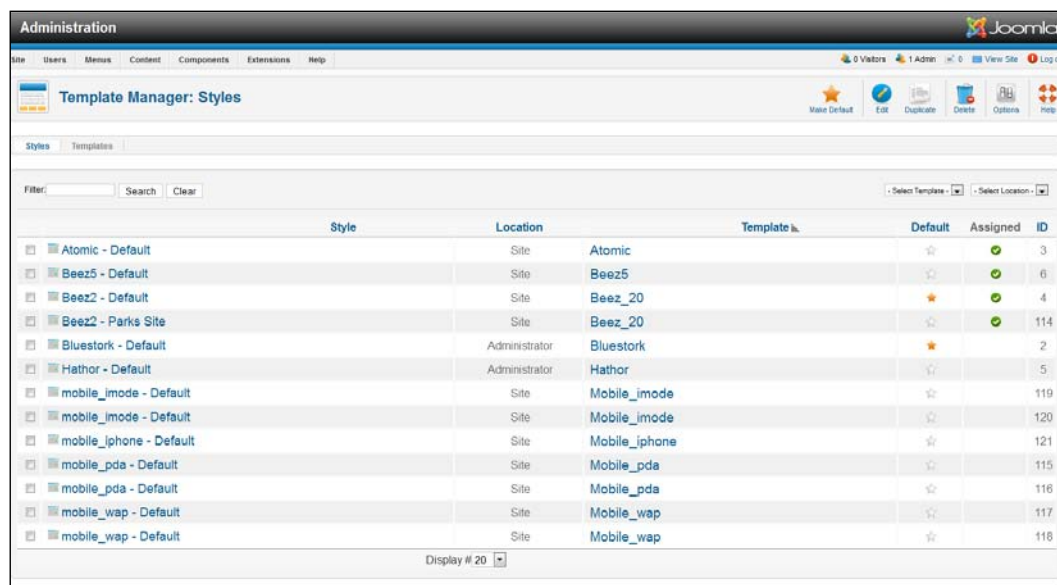 Administration Joomla
Site Users Menus Content Components Extensions Help 0 Visitors 1 Admin 0 View Site Log o
Template Manager: Styles Make Default Edit Duplicate Delete Options Help
Styles Templates
Filter: Search Clear - Select Template - - Select Location -
Style Location Template Default Assigned ID
Atomic - Default Site Atomic 3
Beez5 - Default Site Beez5 6
Beez2 - Default Site Beez_20 4
Beez2 - Parks Site Site Beez_20 114
Bluestork - Default Administrator Bluestork 2
Hathor - Default Administrator Hathor 5
mobile_imode - Default Site Mobile_imode 119
mobile_imode - Default Site Mobile_imode 120
mobile_iphone - Default Site Mobile_iphone 121
mobile_pda - Default Site Mobile_pda 115
mobile_pda - Default Site Mobile_pda 116
mobile_wap - Default Site Mobile_wap 117
mobile_wap - Default Site Mobile_wap 118
Display # 20